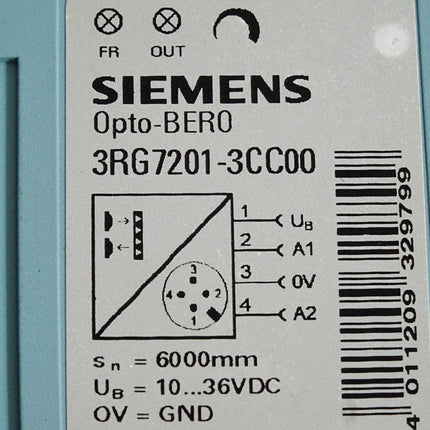 FR OUT
SIEMENS
Opto-BERO
3RG7201-3CC00
1 UB
2 A1
3 0V
4 A2
3
4 2
1
sn = 6000mm
UB = 10...36VDC
0V = GND
4 011209 329799